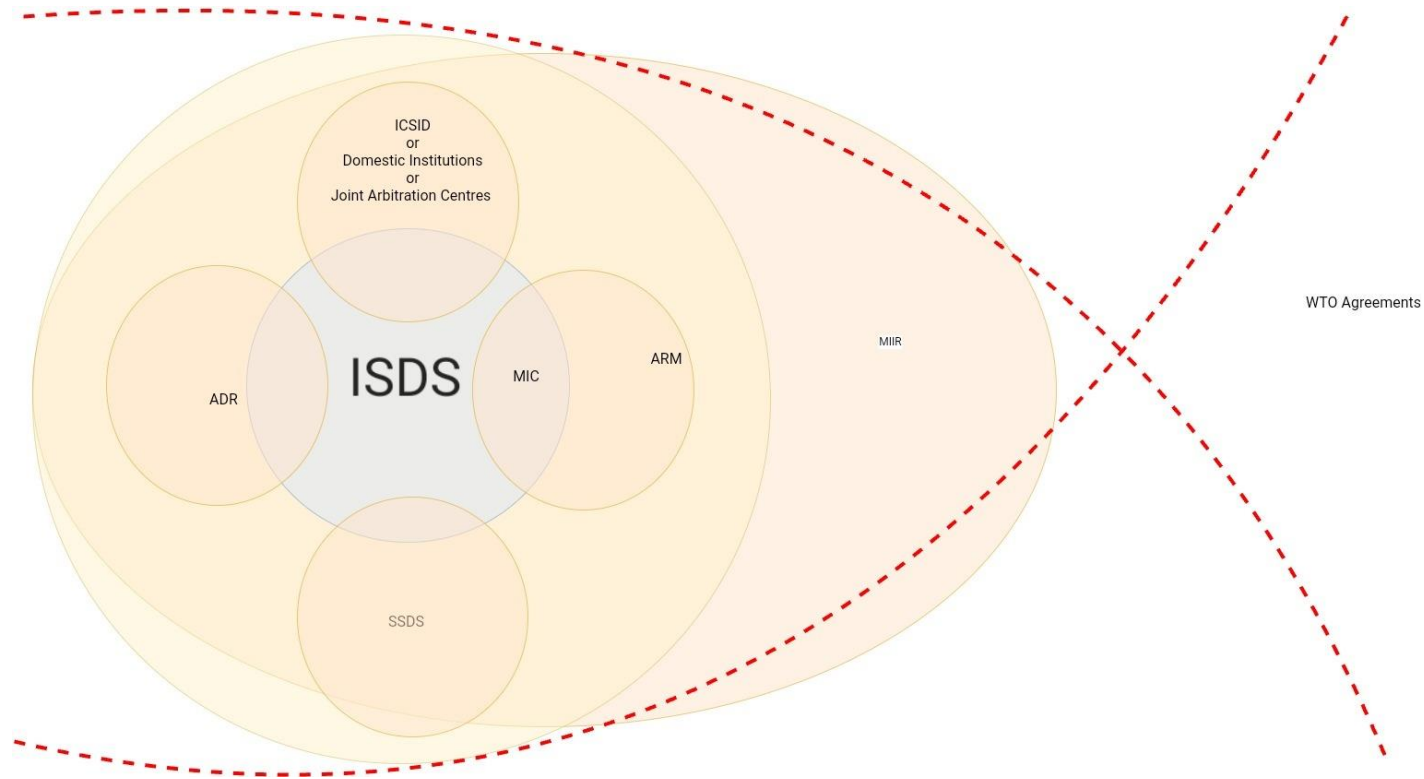 ICSID
or
Domestic Institutions
or
Joint Arbitration Centres
WTO Agreements
MIIR
ISDS
MIC
ARM
ADR
SSDS